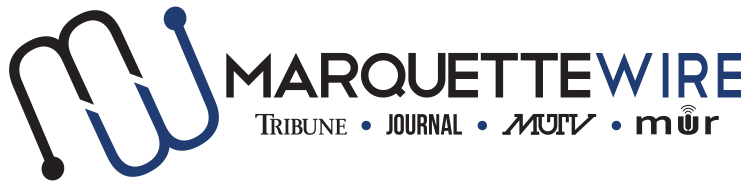 MARQUETTEWIRE
TRIBUNE • JOURNAL • MUTV • mur